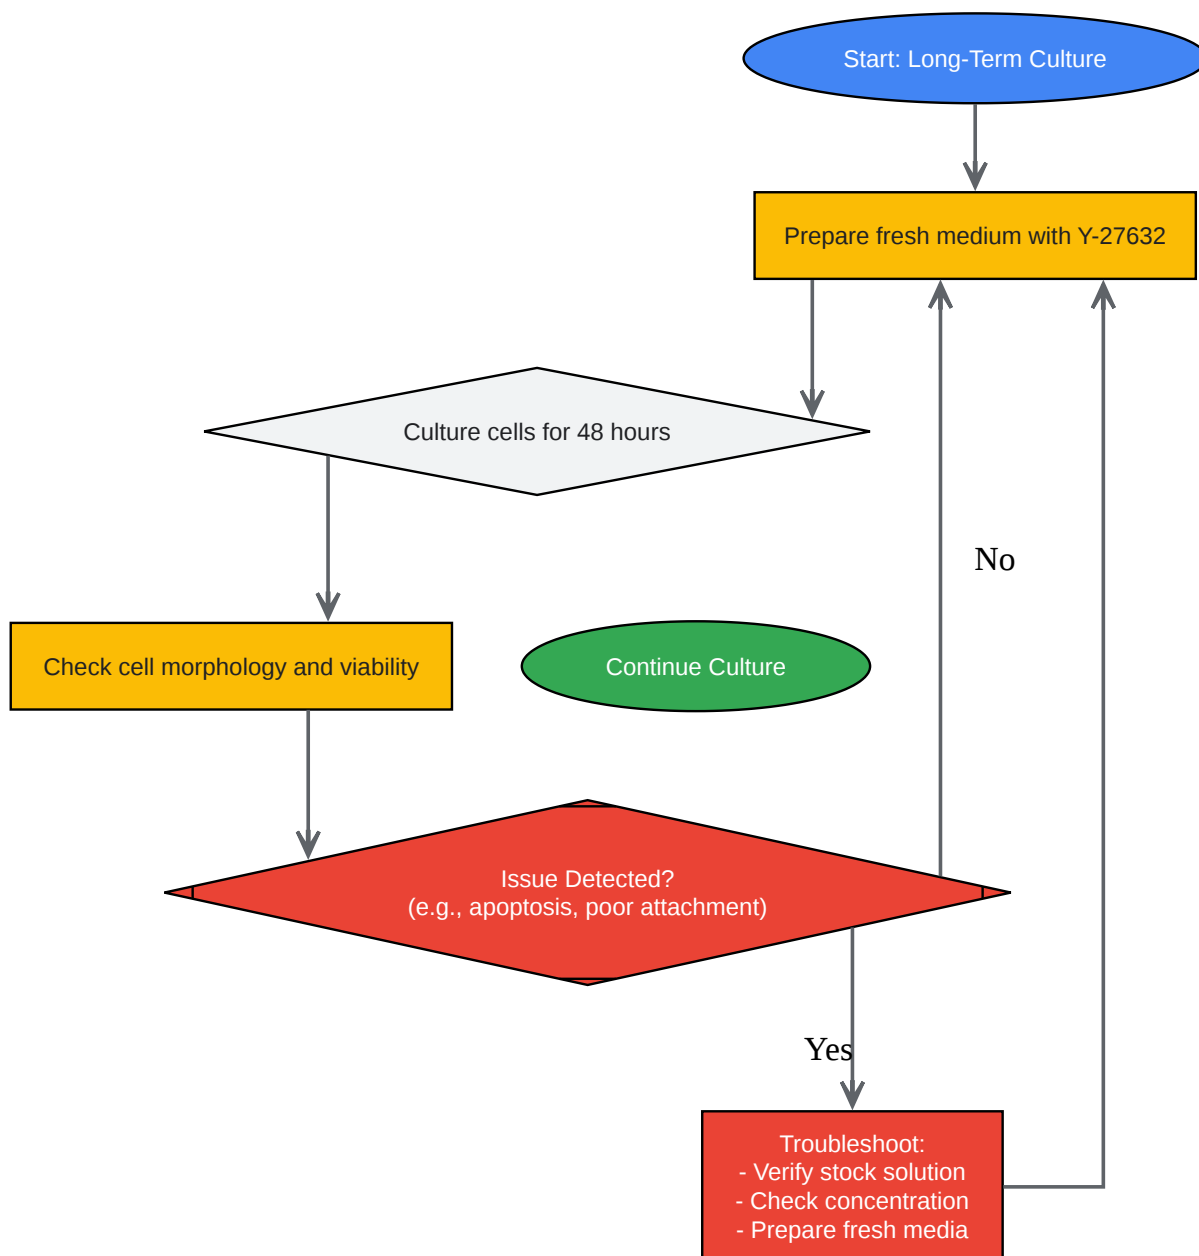 Start: Long-Term Culture
Prepare fresh medium with Y-27632
Culture cells for 48 hours
No
Check cell morphology and viability
Continue Culture
Issue Detected?
(e.g., apoptosis, poor attachment)
Yes
Troubleshoot:
- Verify stock solution
- Check concentration
- Prepare fresh media